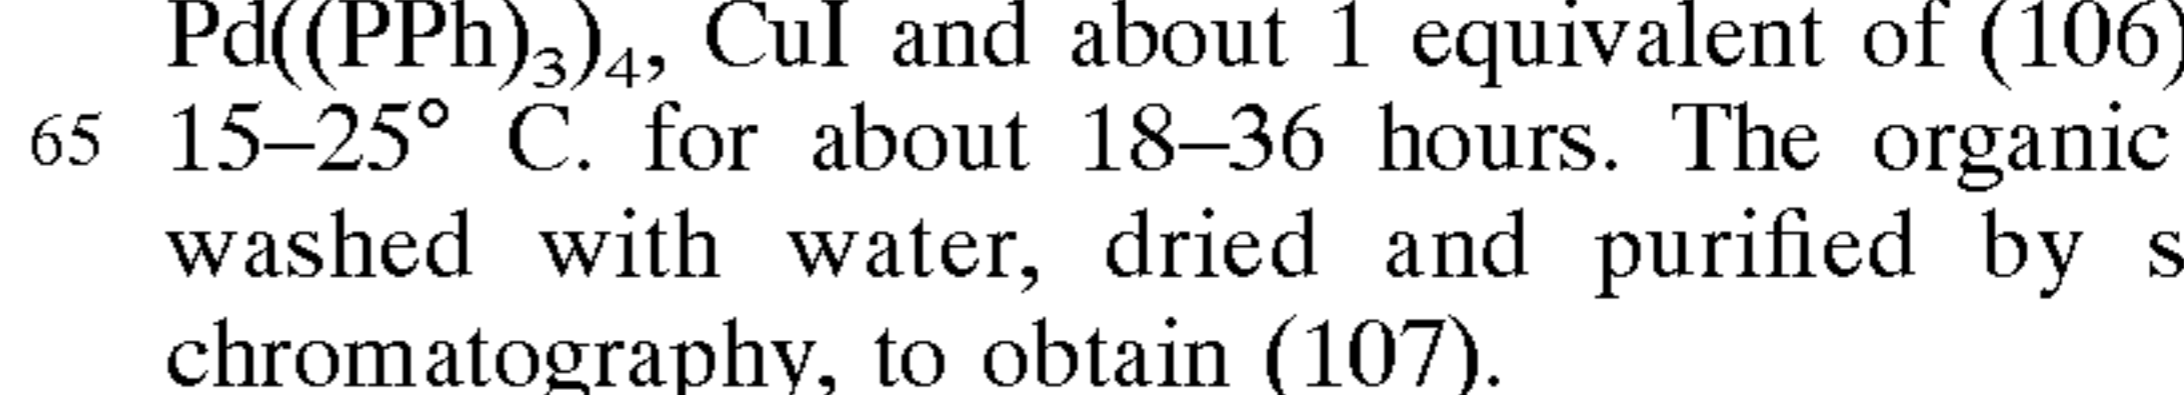 Pd((PPh)₃)₄, CuI and about 1 equivalent of (106)
65 15–25° C. for about 18–36 hours. The organic
washed with water, dried and purified by s
chromatography, to obtain (107).